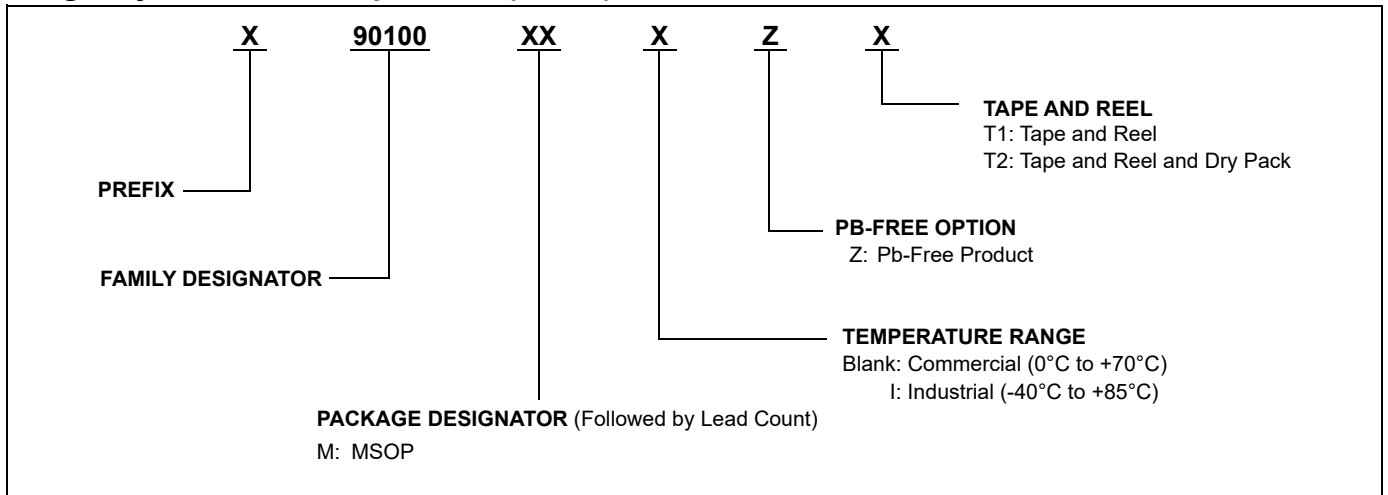 X 90100 XX X Z X
TAPE AND REEL
T1: Tape and Reel
T2: Tape and Reel and Dry Pack
PREFIX
PB-FREE OPTION
Z: Pb-Free Product
FAMILY DESIGNATOR
TEMPERATURE RANGE
Blank: Commercial (0°C to +70°C)
I: Industrial (-40°C to +85°C)
PACKAGE DESIGNATOR (Followed by Lead Count)
M: MSOP